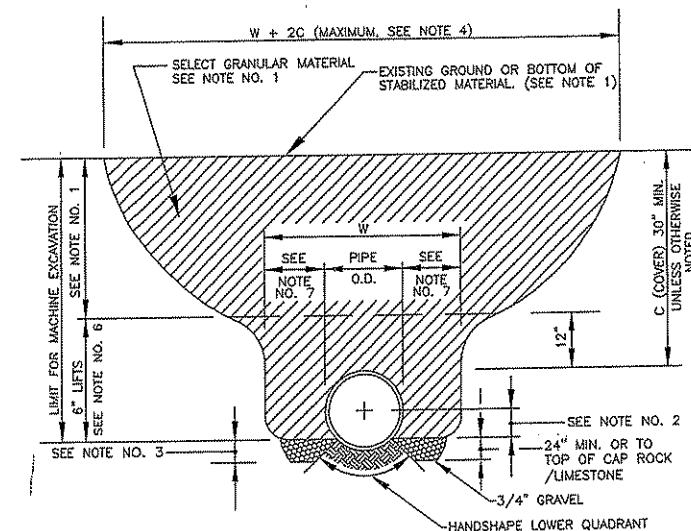 W + 2C (MAXIMUM, SEE NOTE 4)
SELECT GRANULAR MATERIAL
SEE NOTE NO. 1
EXISTING GROUND OR BOTTOM OF
STABILIZED MATERIAL. (SEE NOTE 1)
LIMIT FOR MACHINE EXCAVATION
SEE NOTE NO. 1
6" LIFTS
SEE NOTE NO. 6
W
SEE
NOTE
NO. 7
PIPE
O.D.
SEE
NOTE
NO. 7
12"
C (COVER) 30" MIN.
UNLESS OTHERWISE
NOTED
SEE NOTE NO. 3
SEE NOTE NO. 2
24" MIN. OR TO
TOP OF CAP ROCK
/LIMESTONE
3/4" GRAVEL
HANDSHAPE LOWER QUADRANT